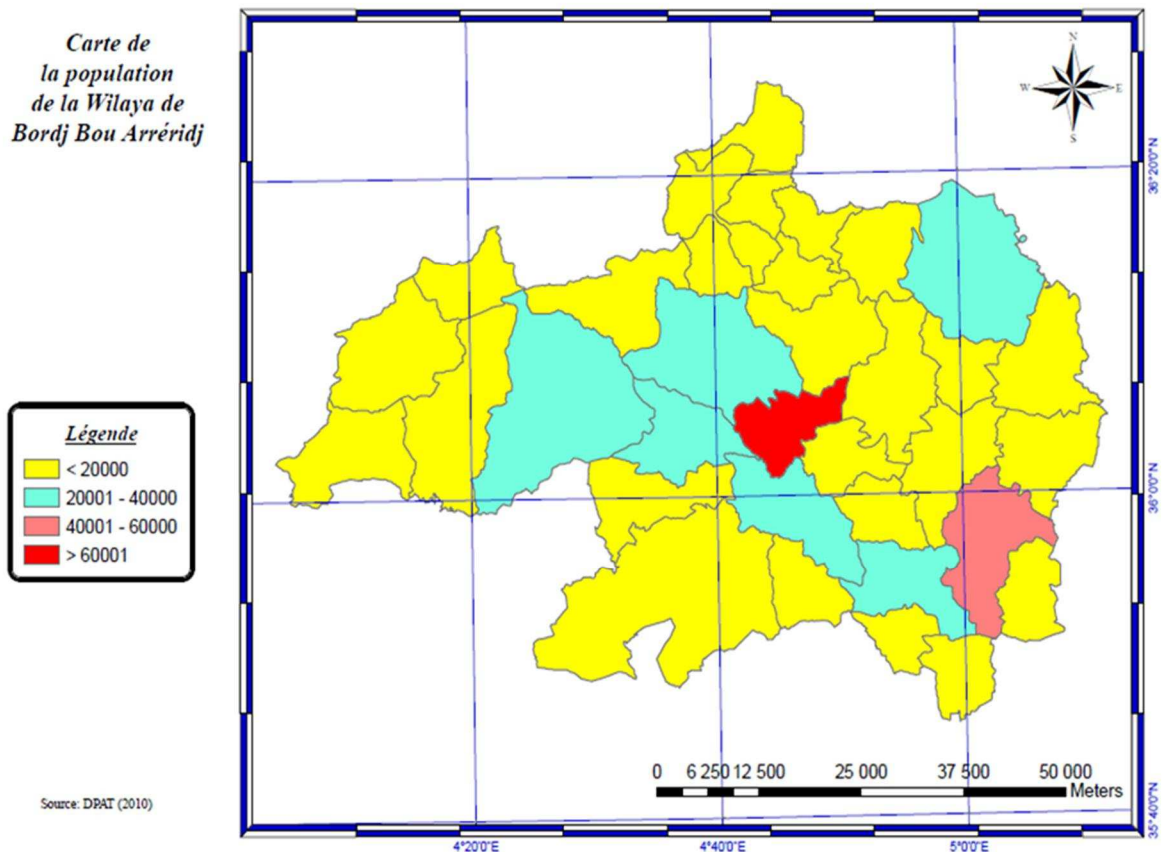 Carte de
la population
de la Wilaya de
Bordj Bou Arréridj
N
W
E
S
36°20'0"N
36°0'0"N
35°40'0"N
Légende
< 20000
20001 - 40000
40001 - 60000
> 60001
0 6 250 12 500 25 000 37 500 50 000
Meters
Source: DPAT (2010)
4°20'0"E 4°40'0"E 5°0'0"E